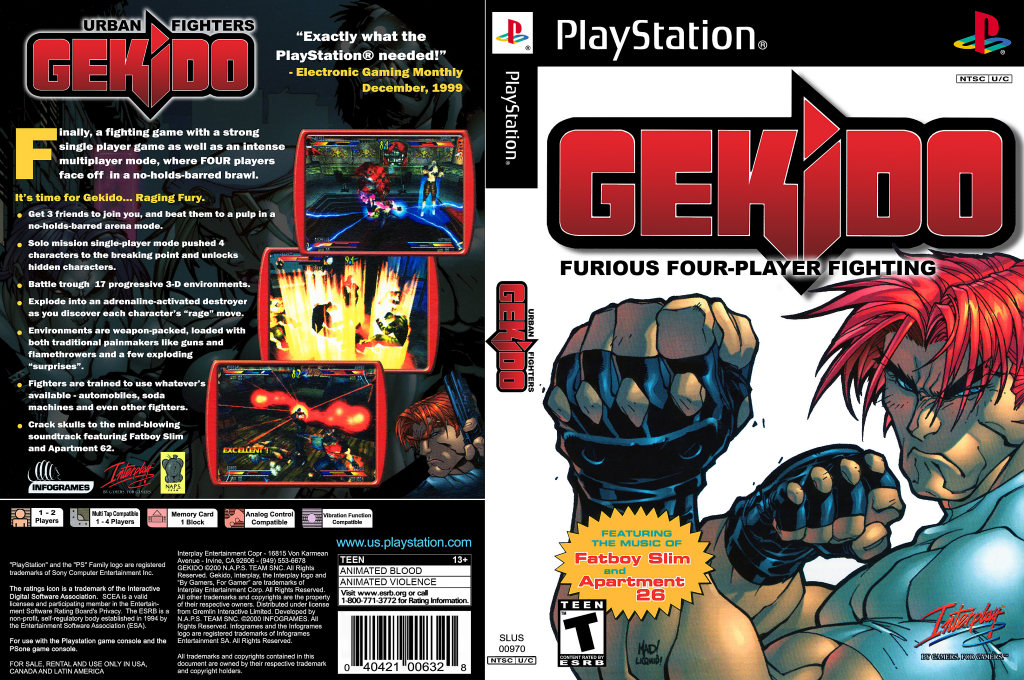 URBAN FIGHTERS
GEKIDO
“Exactly what the
PlayStation® needed!”
- Electronic Gaming Monthly
December, 1999
Finally, a fighting game with a strong
single player game as well as an intense
multiplayer mode, where FOUR players
face off in a no-holds-barred brawl.
It's time for Gekido... Raging Fury.
Get 3 friends to join you, and beat them to a pulp in a
no-holds-barred arena mode.
Solo mission single-player mode pushed 4
characters to the breaking point and unlocks
hidden characters.
Battle trough 17 progressive 3-D environments.
Explode into an adrenaline-activated destroyer
as you discover each character's “rage” move.
Environments are weapon-packed, loaded with
both traditional painmakers like guns and
flamethrowers and a few exploding
“surprises”.
Fighters are trained to use whatever's
available - automobiles, soda
machines and even other fighters.
Crack skulls to the mind-blowing
soundtrack featuring Fatboy Slim
and Apartment 62.
EXCELLENT !
INFOGRAMES
Interplay
BY GAMERS. FOR GAMERS.
N.A.P.S.
TEAM
1 - 2
Players
Multi Tap Compatible
1 - 4 Players
Memory Card
1 Block
Analog Control
Compatible
Vibration Function
Compatible
www.us.playstation.com
"PlayStation" and the "PS" Family logo are registered
trademarks of Sony Computer Entertainment Inc.
The ratings icon is a trademark of the Interactive
Digital Software Association. SCEA is a valid
licensee and participating member in the Entertain-
ment Software Rating Board's Privacy. The ESRB is a
non-profit, self-regulatory body established in 1994 by
the Entertainment Software Association (ESA).
For use with the Playstation game console and the
PSone game console.
FOR SALE, RENTAL AND USE ONLY IN USA,
CANADA AND LATIN AMERICA
Interplay Entertainment Copr - 16815 Von Karmean
Avenue - Irvine, CA 92606 - (949) 553-6678
GEKIDO ©200 N.A.P.S. TEAM SNC. All Rights
Reserved. Gekido, Interplay, the Interplay logo and
"By Gamers, For Gamer" are trademarks of
Interplay Entertainment Corp. All Rights Reserved.
All other trademarks and copyrights are the property
of their respective owners. Distributed under license
from Gremlin Interactive Limited. Developed by
N.A.P.S. TEAM SNC. ©2000 INFOGRAMES. All
Rights Reserved. Infogrames and the Infogrames
logo are registered trademarks of Infogrames
Entertainment SA. All Rights Reserved.
All trademarks and copyrights contained in this
document are owned by their respective trademark
and copyright holders.
TEEN 13+
ANIMATED BLOOD
ANIMATED VIOLENCE
Visit www.esrb.org or call
1-800-771-3772 for Rating Information.
0 40421 00632 8
PlayStation®
URBAN FIGHTERS
GEKIDO
SLUS
00970
NTSC U/C
PlayStation®
NTSC U/C
GEKIDO
FURIOUS FOUR-PLAYER FIGHTING
FEATURING
THE MUSIC OF
Fatboy Slim
and
Apartment
26
TEEN
T
CONTENT RATED BY
ESRB
MAD!
Interplay
BY GAMERS. FOR GAMERS.™